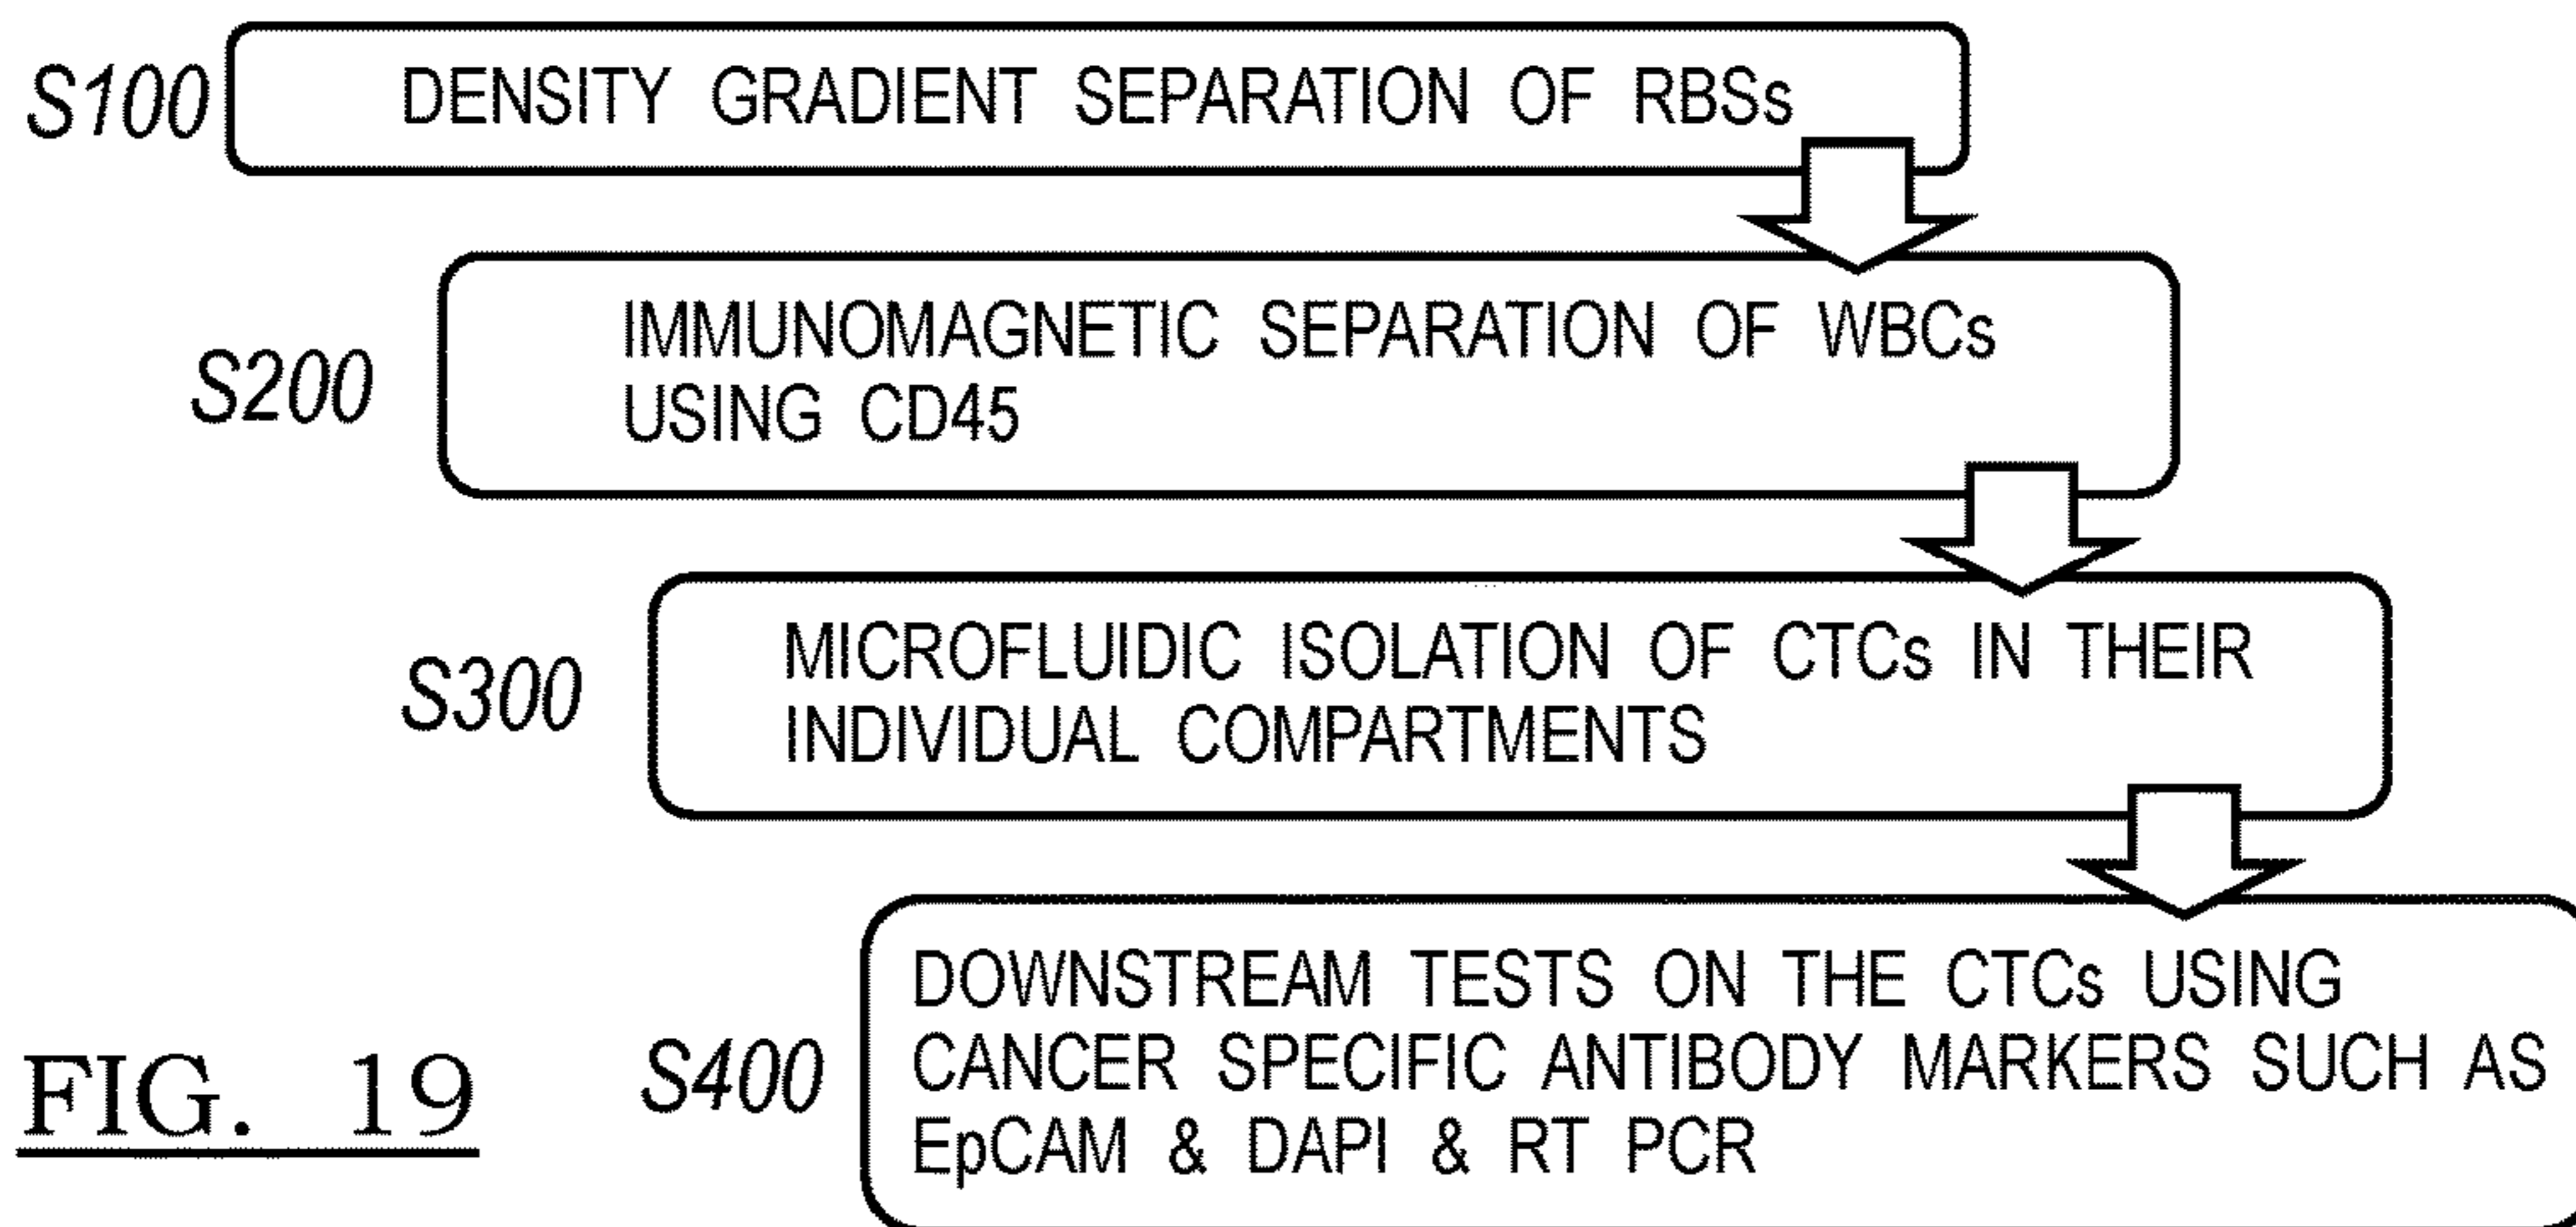 S100 DENSITY GRADIENT SEPARATION OF RBSs
S200 IMMUNOMAGNETIC SEPARATION OF WBCs
USING CD45
S300 MICROFLUIDIC ISOLATION OF CTCs IN THEIR
INDIVIDUAL COMPARTMENTS
S400 DOWNSTREAM TESTS ON THE CTCs USING
CANCER SPECIFIC ANTIBODY MARKERS SUCH AS
EpCAM & DAPI & RT PCR
FIG. 19